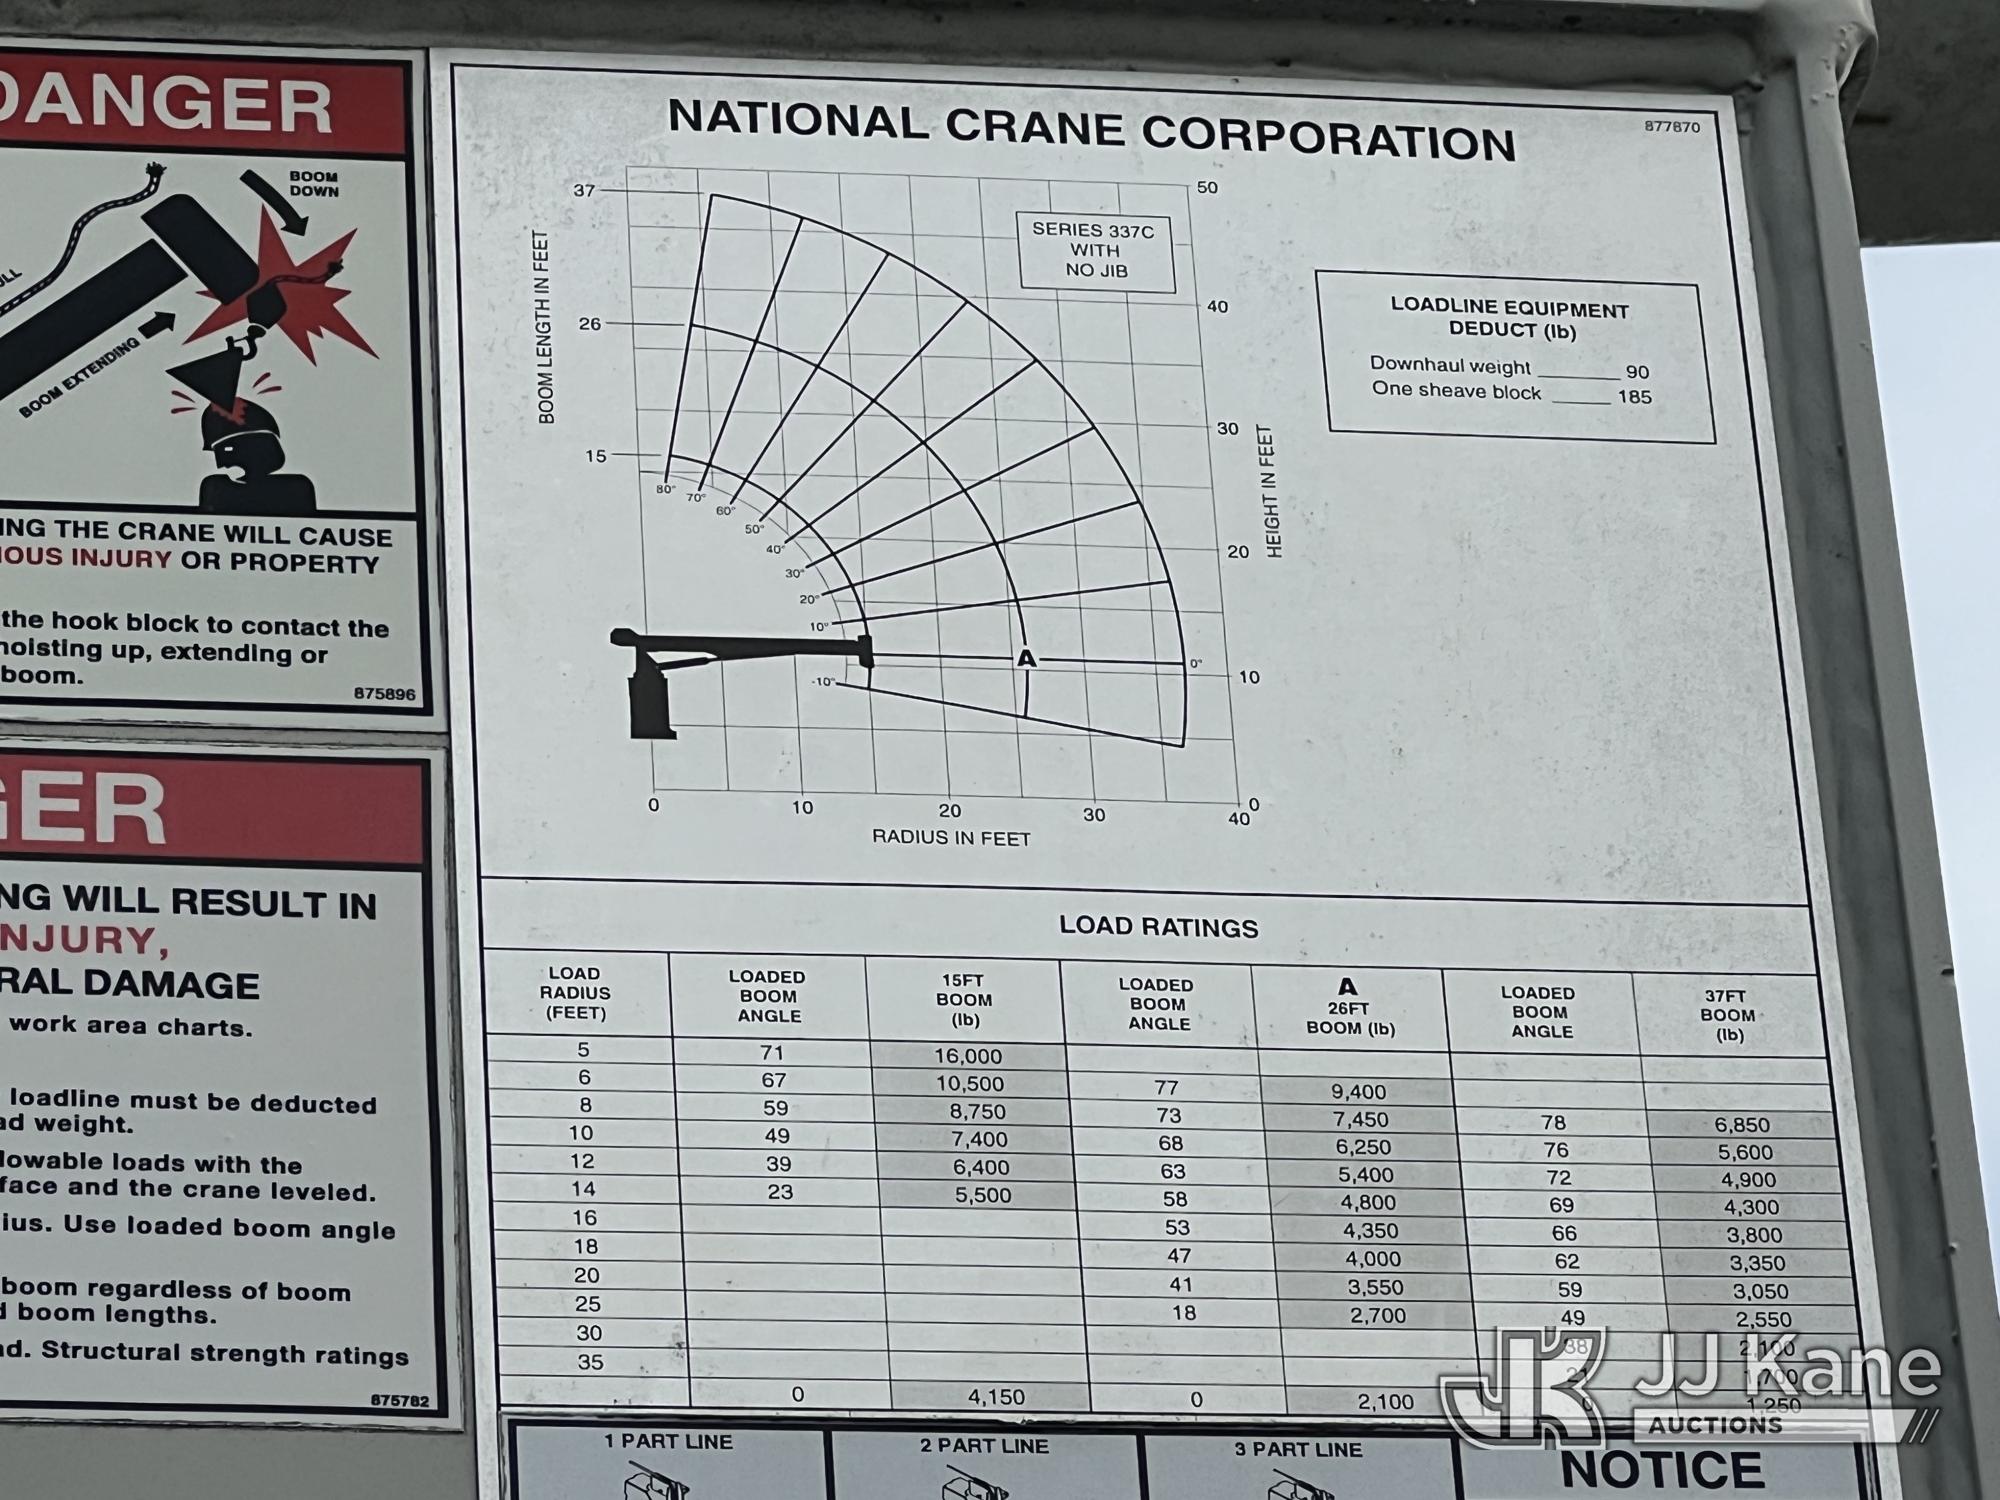 DANGER
BOOM
DOWN
BOOM EXTENDING
ING THE CRANE WILL CAUSE
IOUS INJURY OR PROPERTY
the hook block to contact the
hoisting up, extending or
boom.
875896
GER
NG WILL RESULT IN
NJURY,
RAL DAMAGE
work area charts.
loadline must be deducted
ad weight.
lowable loads with the
face and the crane leveled.
ius. Use loaded boom angle
boom regardless of boom
d boom lengths.
nd. Structural strength ratings
875782
NATIONAL CRANE CORPORATION
877870
SERIES 337C
WITH
NO JIB
BOOM LENGTH IN FEET
37
26
15
80° 70° 60° 50° 40° 30° 20° 10° 0° -10°
A
50
40
30
20
10
0
HEIGHT IN FEET
0 10 20 30 40
RADIUS IN FEET
LOADLINE EQUIPMENT
DEDUCT (lb)
Downhaul weight ________ 90
One sheave block ______ 185
LOAD RATINGS
LOAD RADIUS (FEET) LOADED BOOM ANGLE 15FT BOOM (lb) LOADED BOOM ANGLE A 26FT BOOM (lb) LOADED BOOM ANGLE 37FT BOOM (lb)
5 71 16,000
6 67 10,500 77 9,400
8 59 8,750 73 7,450 78 6,850
10 49 7,400 68 6,250 76 5,600
12 39 6,400 63 5,400 72 4,900
14 23 5,500 58 4,800 69 4,300
16 53 4,350 66 3,800
18 47 4,000 62 3,350
20 41 3,550 59 3,050
25 18 2,700 49 2,550
30 38 2,100
35 21 1,700
0 4,150 0 2,100 0 1,250
1 PART LINE
2 PART LINE
3 PART LINE
NOTICE
JK JJ Kane
AUCTIONS